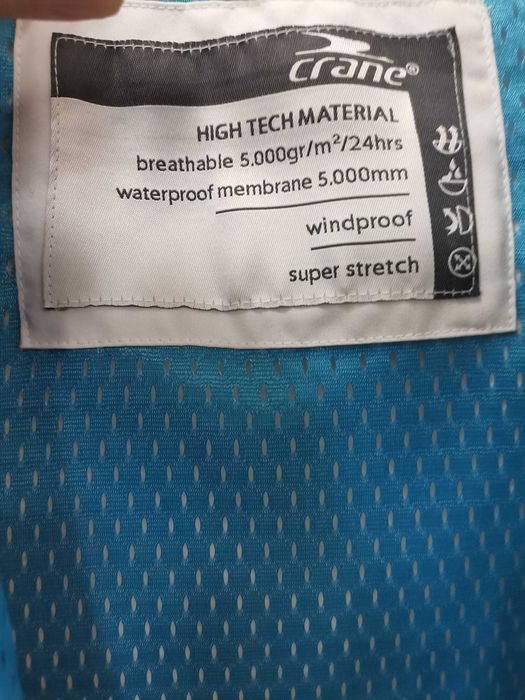 crane®
HIGH TECH MATERIAL
breathable 5.000gr/m²/24hrs
waterproof membrane 5.000mm
windproof
super stretch